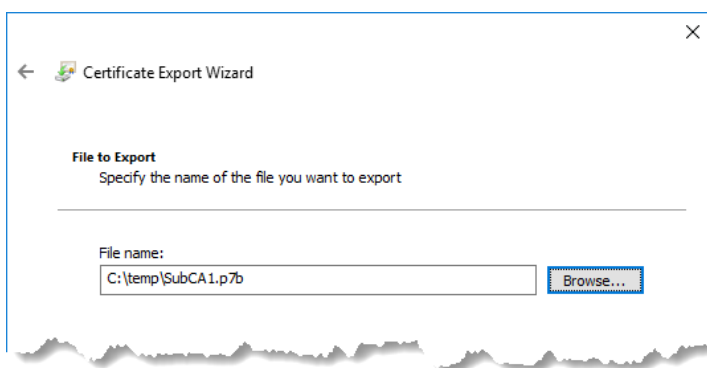 Certificate Export Wizard
File to Export
Specify the name of the file you want to export
File name:
C:\temp\SubCA1.p7b
Browse...